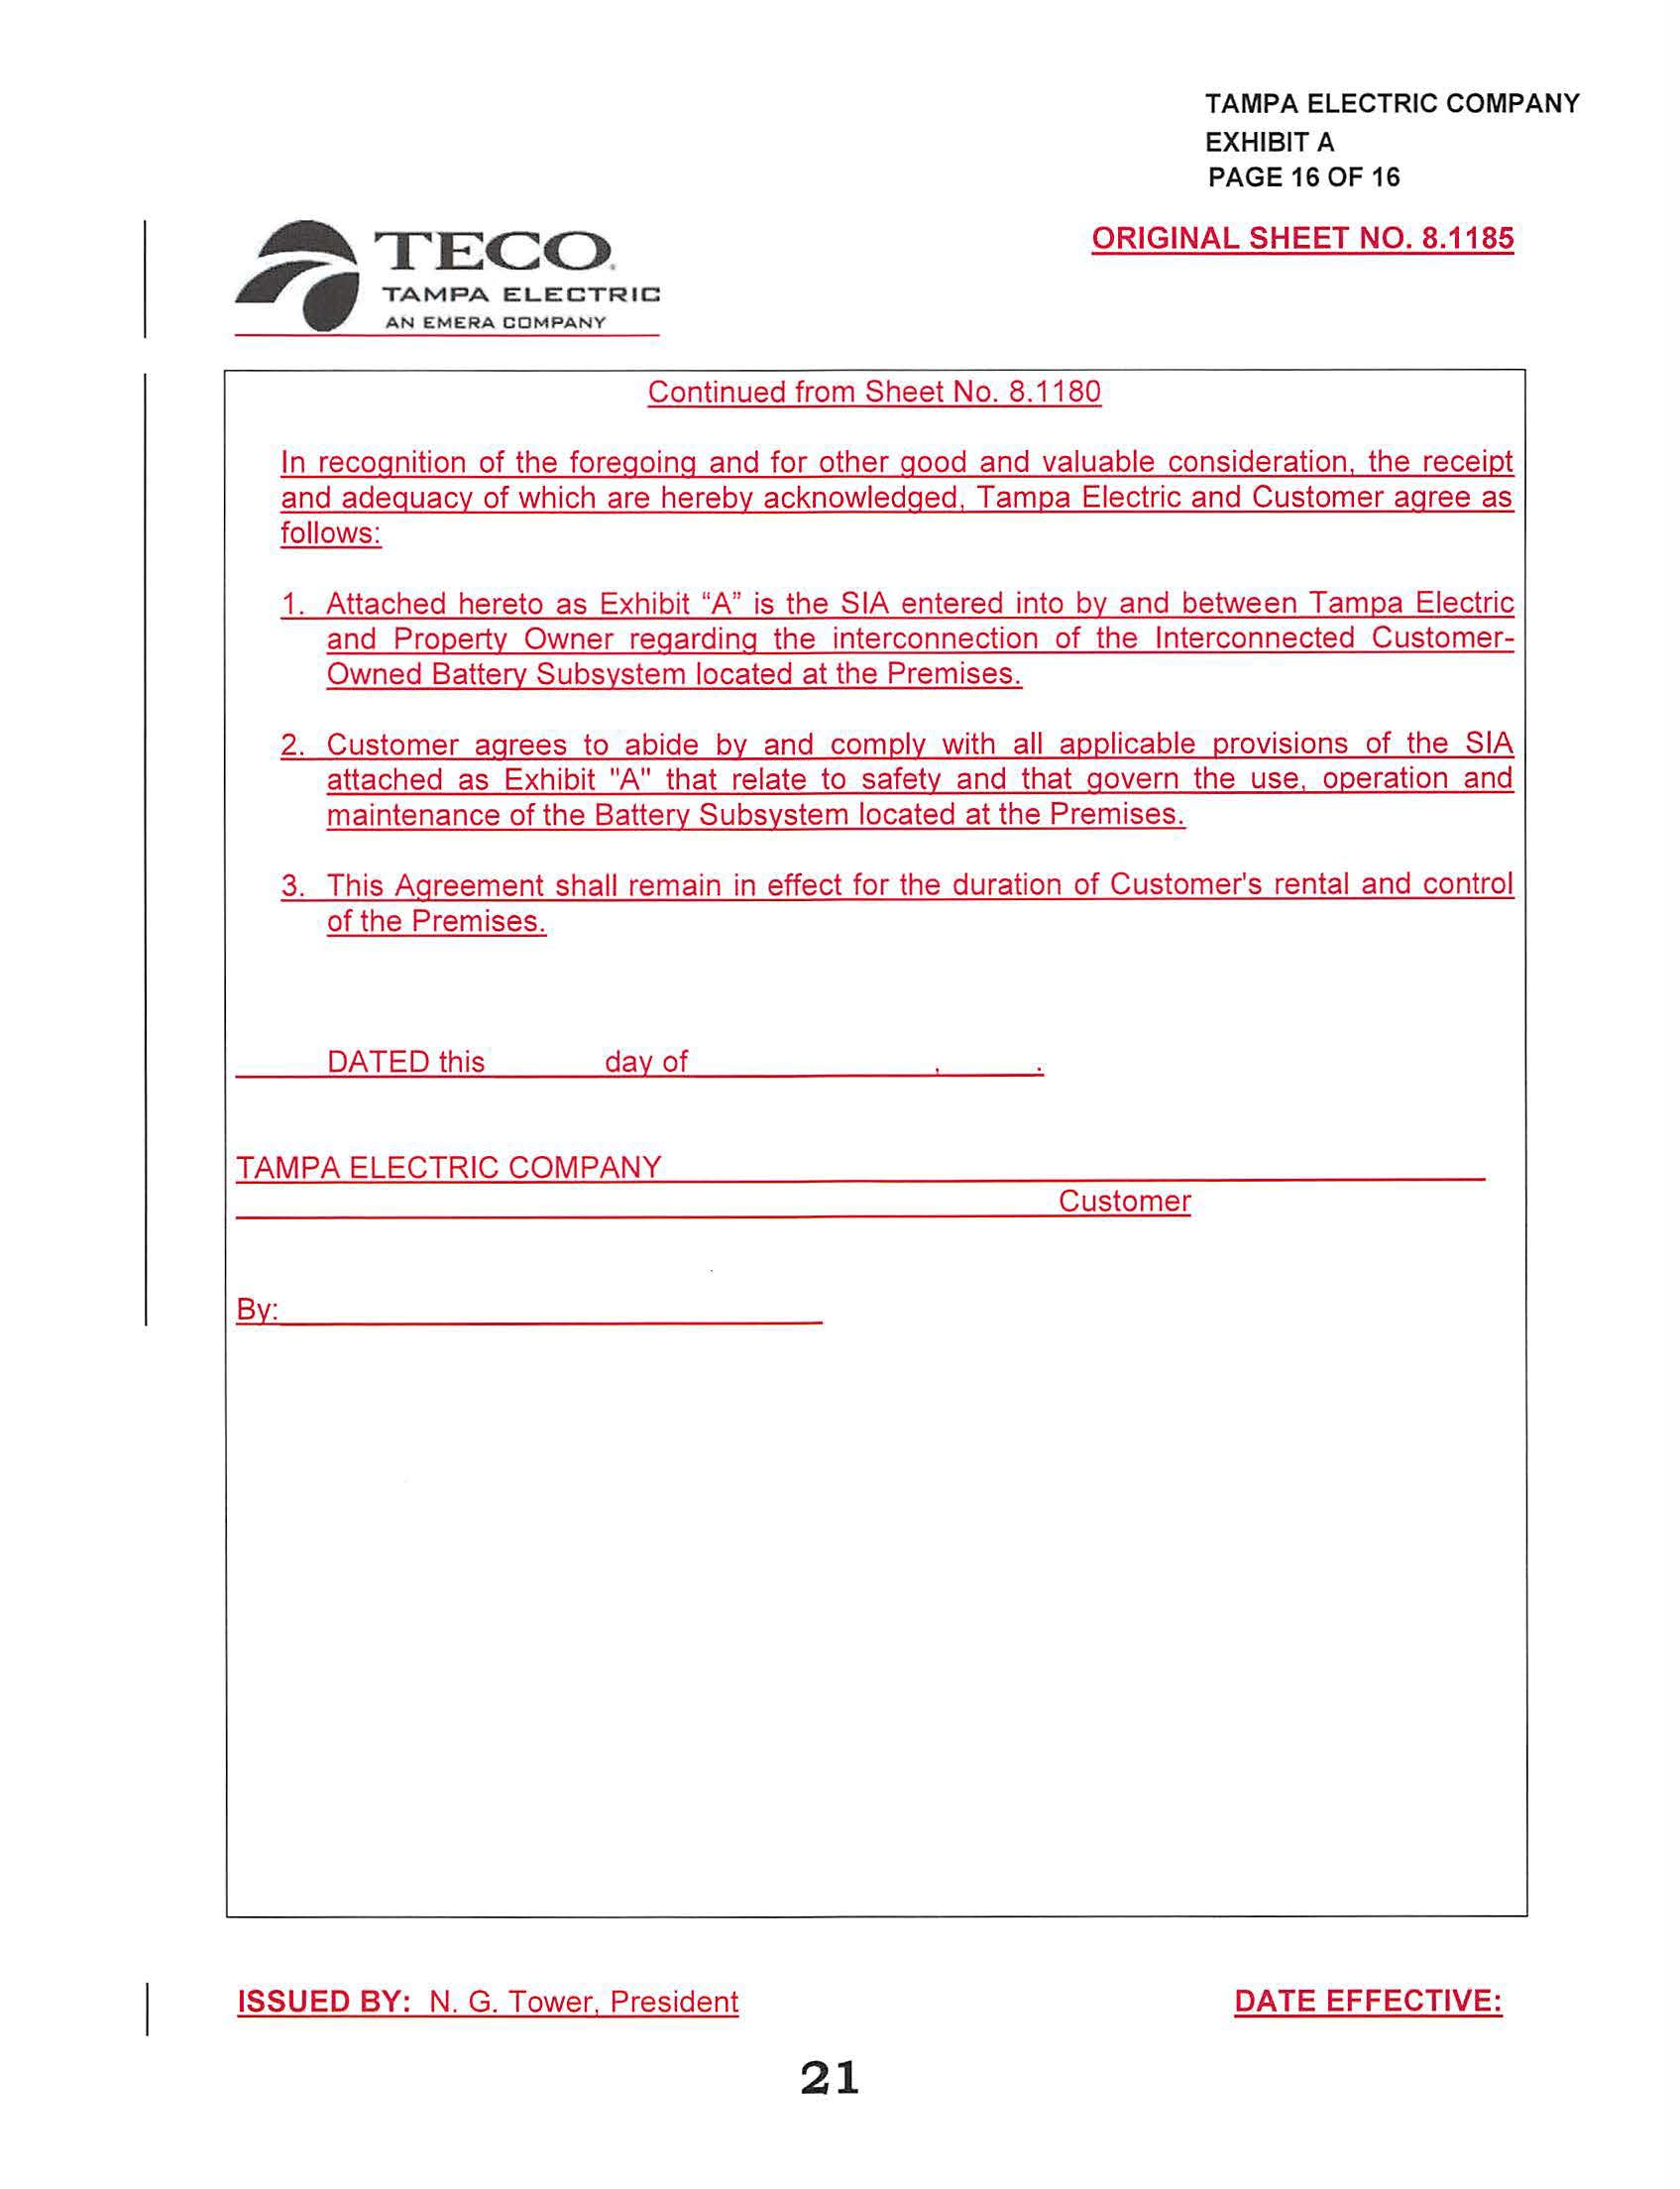 TAMPA ELECTRIC COMPANY
EXHIBIT A
PAGE 16 OF 16
ORIGINAL SHEET NO. 8.1185
TECO.
TAMPA ELECTRIC
AN EMERA COMPANY
Continued from Sheet No. 8.1180
In recognition of the foregoing and for other good and valuable consideration, the receipt
and adequacy of which are hereby acknowledged, Tampa Electric and Customer agree as
follows:
1. Attached hereto as Exhibit “A” is the SIA entered into by and between Tampa Electric
and Property Owner regarding the interconnection of the Interconnected Customer-
Owned Battery Subsystem located at the Premises.
2. Customer agrees to abide by and comply with all applicable provisions of the SIA
attached as Exhibit "A" that relate to safety and that govern the use, operation and
maintenance of the Battery Subsystem located at the Premises.
3. This Agreement shall remain in effect for the duration of Customer's rental and control
of the Premises.
DATED this ______ day of ______________, ______.
TAMPA ELECTRIC COMPANY
Customer
By:
ISSUED BY: N. G. Tower, President
DATE EFFECTIVE:
21